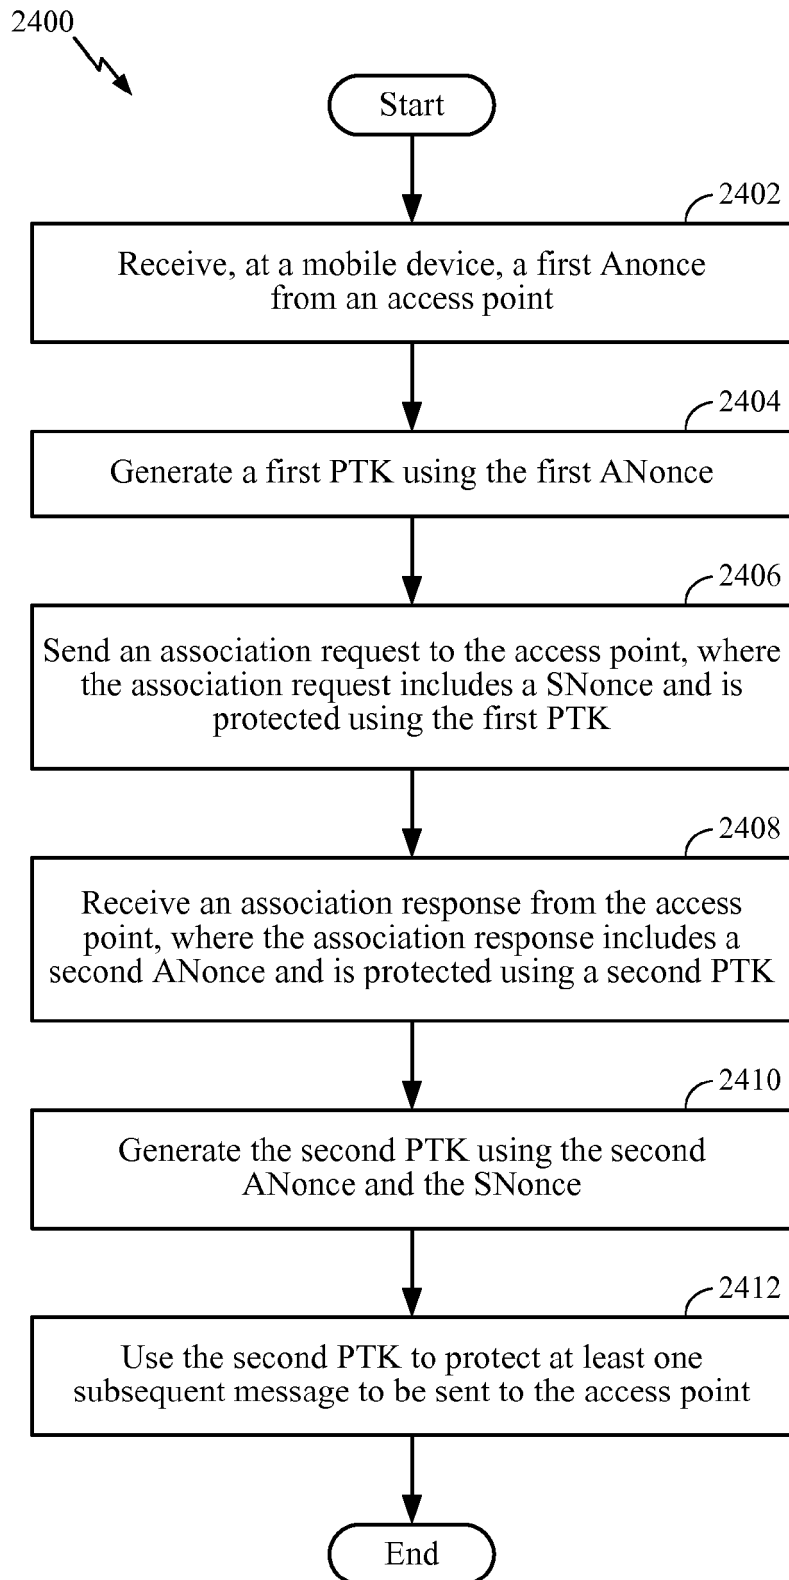 2400
Start
2402
Receive, at a mobile device, a first Anonce
from an access point
2404
Generate a first PTK using the first ANonce
2406
Send an association request to the access point, where
the association request includes a SNonce and is
protected using the first PTK
2408
Receive an association response from the access
point, where the association response includes a
second ANonce and is protected using a second PTK
2410
Generate the second PTK using the second
ANonce and the SNonce
2412
Use the second PTK to protect at least one
subsequent message to be sent to the access point
End